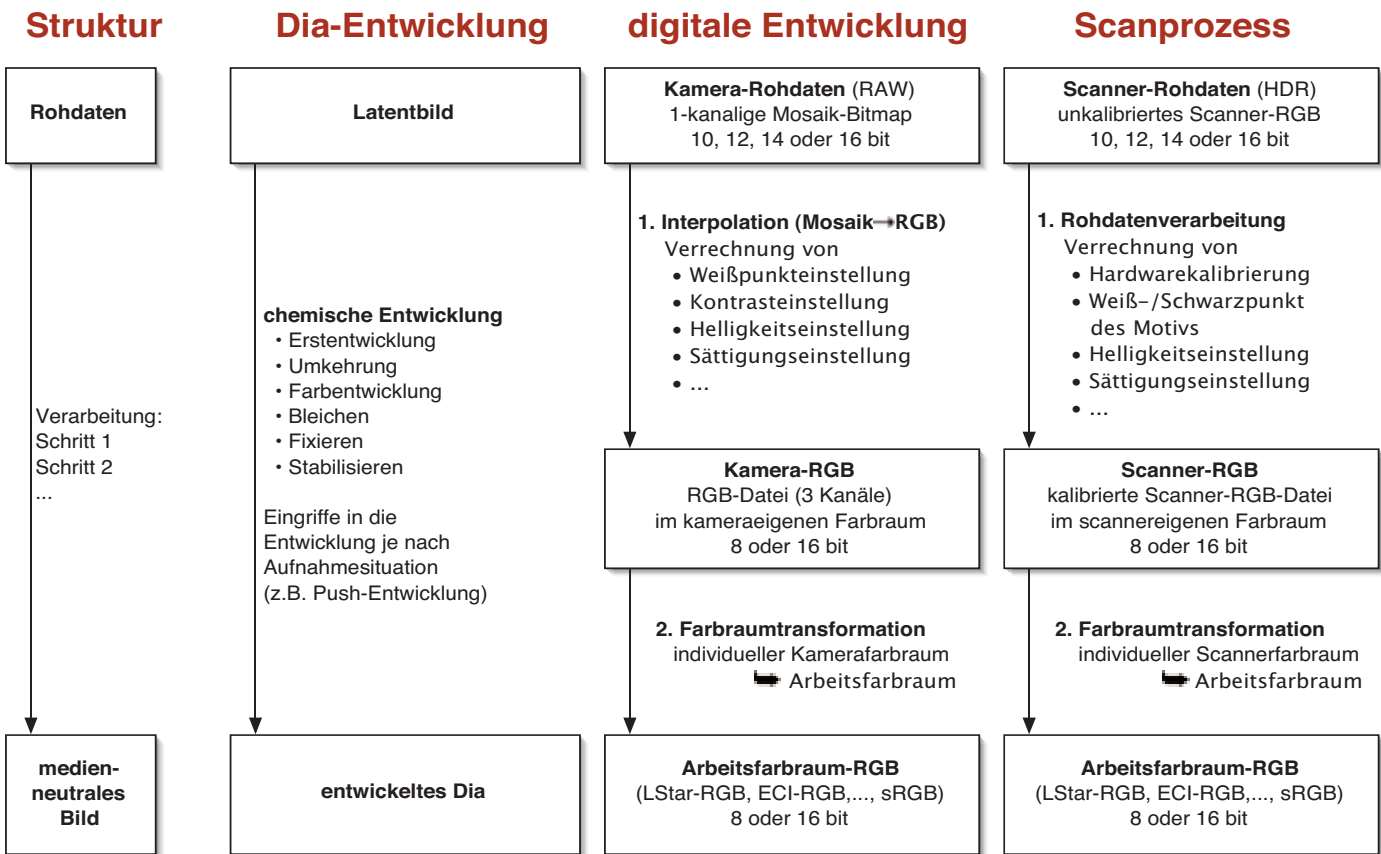 Struktur
Rohdaten
Verarbeitung:
Schritt 1
Schritt 2
...
medien-
neutrales
Bild
Dia-Entwicklung
Latentbild
chemische Entwicklung
· Erstentwicklung
· Umkehrung
· Farbentwicklung
· Bleichen
· Fixieren
· Stabilisieren
Eingriffe in die
Entwicklung je nach
Aufnahmesituation
(z.B. Push-Entwicklung)
entwickeltes Dia
digitale Entwicklung
Kamera-Rohdaten (RAW)
1-kanalige Mosaik-Bitmap
10, 12, 14 oder 16 bit
1. Interpolation (Mosaik→RGB)
Verrechnung von
• Weißpunkteinstellung
• Kontrasteinstellung
• Helligkeitseinstellung
• Sättigungseinstellung
• ...
Kamera-RGB
RGB-Datei (3 Kanäle)
im kameraeigenen Farbraum
8 oder 16 bit
2. Farbraumtransformation
individueller Kamerafarbraum
➥ Arbeitsfarbraum
Arbeitsfarbraum-RGB
(LStar-RGB, ECI-RGB,..., sRGB)
8 oder 16 bit
Scanprozess
Scanner-Rohdaten (HDR)
unkalibriertes Scanner-RGB
10, 12, 14 oder 16 bit
1. Rohdatenverarbeitung
Verrechnung von
• Hardwarekalibrierung
• Weiß-/Schwarzpunkt
des Motivs
• Helligkeitseinstellung
• Sättigungseinstellung
• ...
Scanner-RGB
kalibrierte Scanner-RGB-Datei
im scannereigenen Farbraum
8 oder 16 bit
2. Farbraumtransformation
individueller Scannerfarbraum
➥ Arbeitsfarbraum
Arbeitsfarbraum-RGB
(LStar-RGB, ECI-RGB,..., sRGB)
8 oder 16 bit